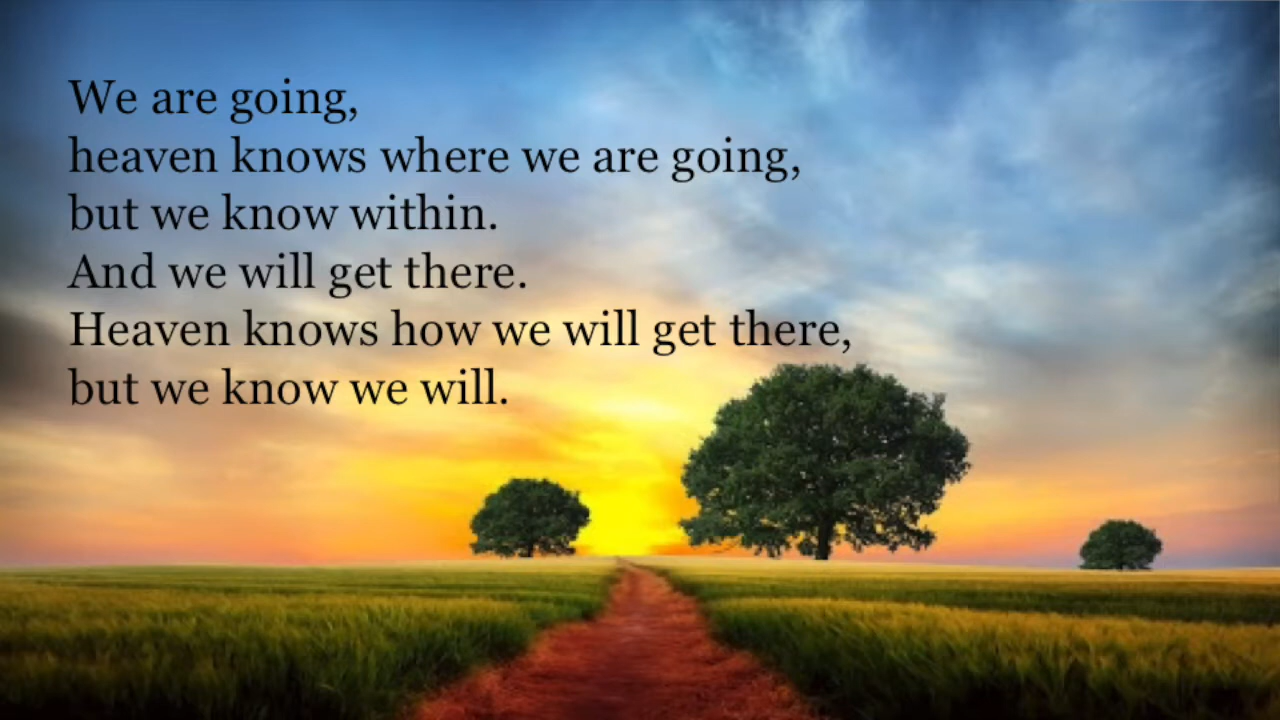 We are going,
heaven knows where we are going,
but we know within.
And we will get there.
Heaven knows how we will get there,
but we know we will.